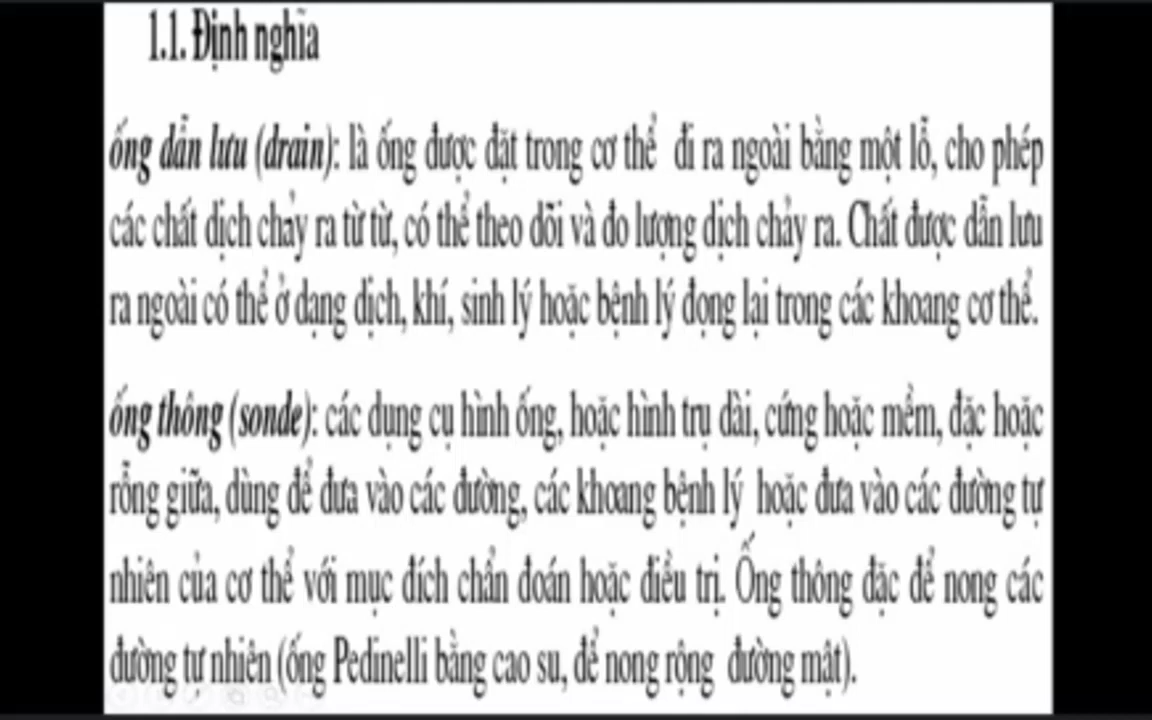 1.1. Định nghĩa
ống dẫn lưu (drain): là ống được đặt trong cơ thể đi ra ngoài bằng một lỗ, cho phép
các chất dịch chảy ra từ từ, có thể theo dõi và đo lượng dịch chảy ra. Chất được dẫn lưu
ra ngoài có thể ở dạng dịch, khí, sinh lý hoặc bệnh lý đọng lại trong các khoang cơ thể.
ống thông (sonde): các dụng cụ hình ống, hoặc hình trụ dài, cứng hoặc mềm, đặc hoặc
rỗng giữa, dùng để đưa vào các đường, các khoang bệnh lý hoặc đưa vào các đường tự
nhiên của cơ thể với mục đích chẩn đoán hoặc điều trị. Ống thông đặc để nong các
đường tự nhiên (ống Pedinelli bằng cao su, để nong rộng đường mật).